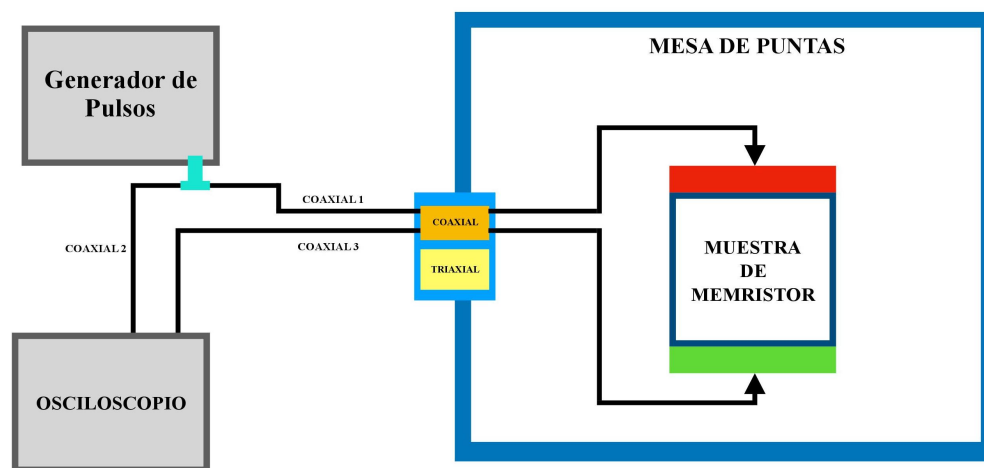 Generador de
Pulsos
MESA DE PUNTAS
COAXIAL 1
COAXIAL
COAXIAL 2
COAXIAL 3
TRIAXIAL
MUESTRA
DE
MEMRISTOR
OSCILOSCOPIO